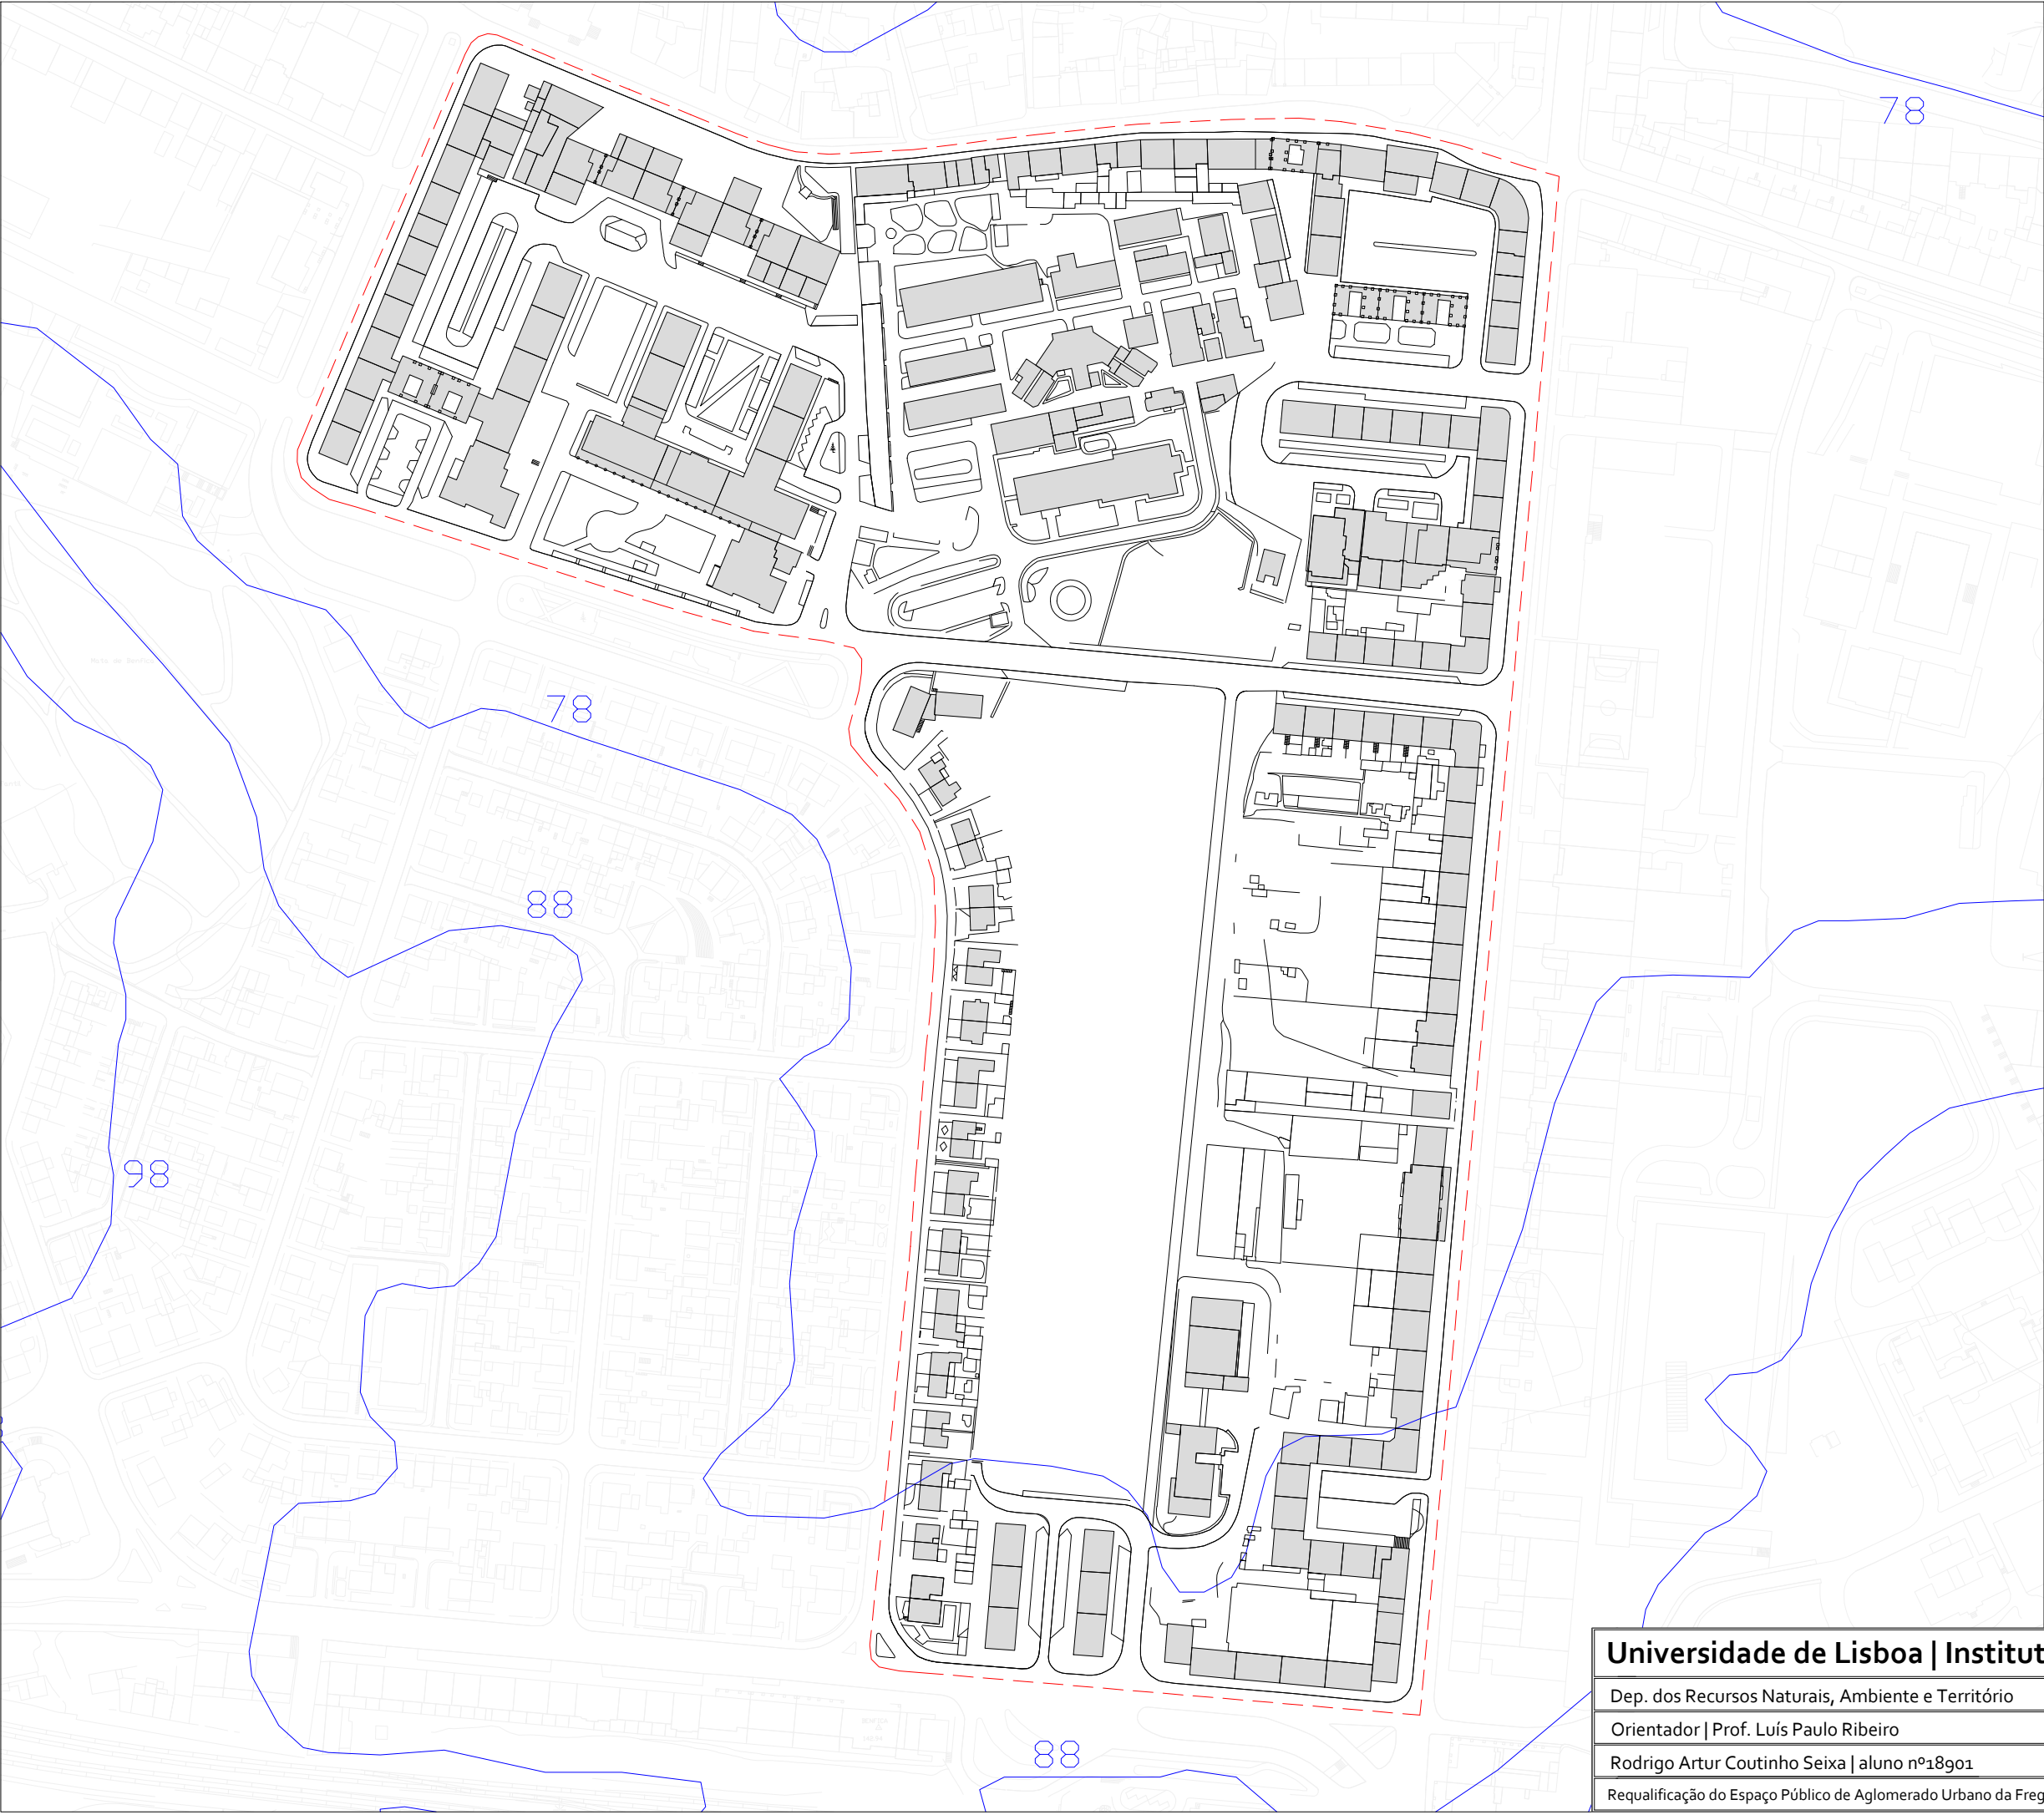 78
78
88
98
88
Universidade de Lisboa | Institut
Dep. dos Recursos Naturais, Ambiente e Território
Orientador | Prof. Luís Paulo Ribeiro
Rodrigo Artur Coutinho Seixa | aluno nº18901
Requalificação do Espaço Público de Aglomerado Urbano da Freg